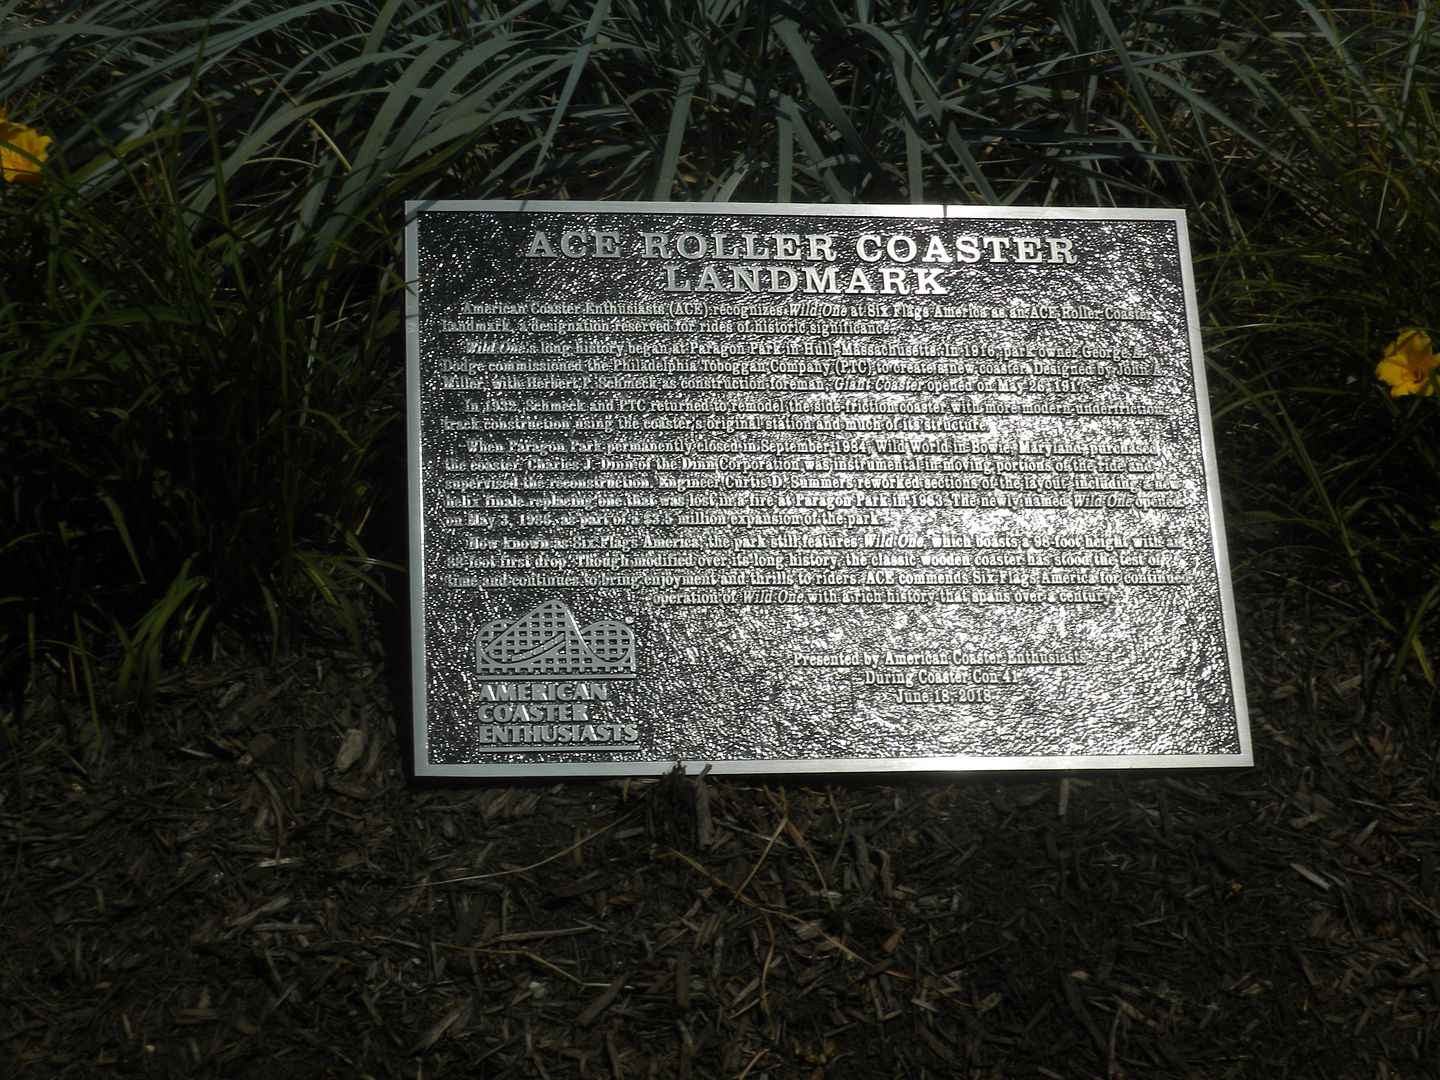 ACE ROLLER COASTER
LANDMARK
American Coaster Enthusiasts (ACE) recognizes Wild One at Six Flags America as an ACE Roller Coaster
Landmark, a designation reserved for rides of historic significance.
Wild One's long history began at Paragon Park in Hull, Massachusetts. In 1916, park owner George A.
Dodge commissioned the Philadelphia Toboggan Company (PTC) to create a new coaster. Designed by John
Miller, with Herbert P. Schmeck as construction foreman, Giant Coaster opened on May 26, 1917.
In 1932, Schmeck and PTC returned to remodel the side-friction coaster with more modern underfriction
track construction using the coaster's original station and much of its structure.
When Paragon Park permanently closed in September 1984, Wild World in Bowie, Maryland, purchased
the coaster. Charles J. Dinn of the Dinn Corporation was instrumental in moving portions of the ride and
supervised the reconstruction. Engineer Curtis D. Summers reworked sections of the layout, including a new
replacing one that was lost in a fire at Paragon Park in 1963. The newly named Wild One opened
on May 3, 1986, as part of a million expansion of the park.
Now known as Six Flags America, the park still features Wild One, which boasts a 98-foot height with an
88-foot first drop. Though modified over its long history, the classic wooden coaster has stood the test of
time and continues to bring enjoyment and thrills to riders. ACE commends Six Flags America for continued
operation of Wild One with a rich history that spans over a century.
Presented by American Coaster Enthusiasts
During Coaster Con 41
June 18, 2018
AMERICAN
COASTER
ENTHUSIASTS